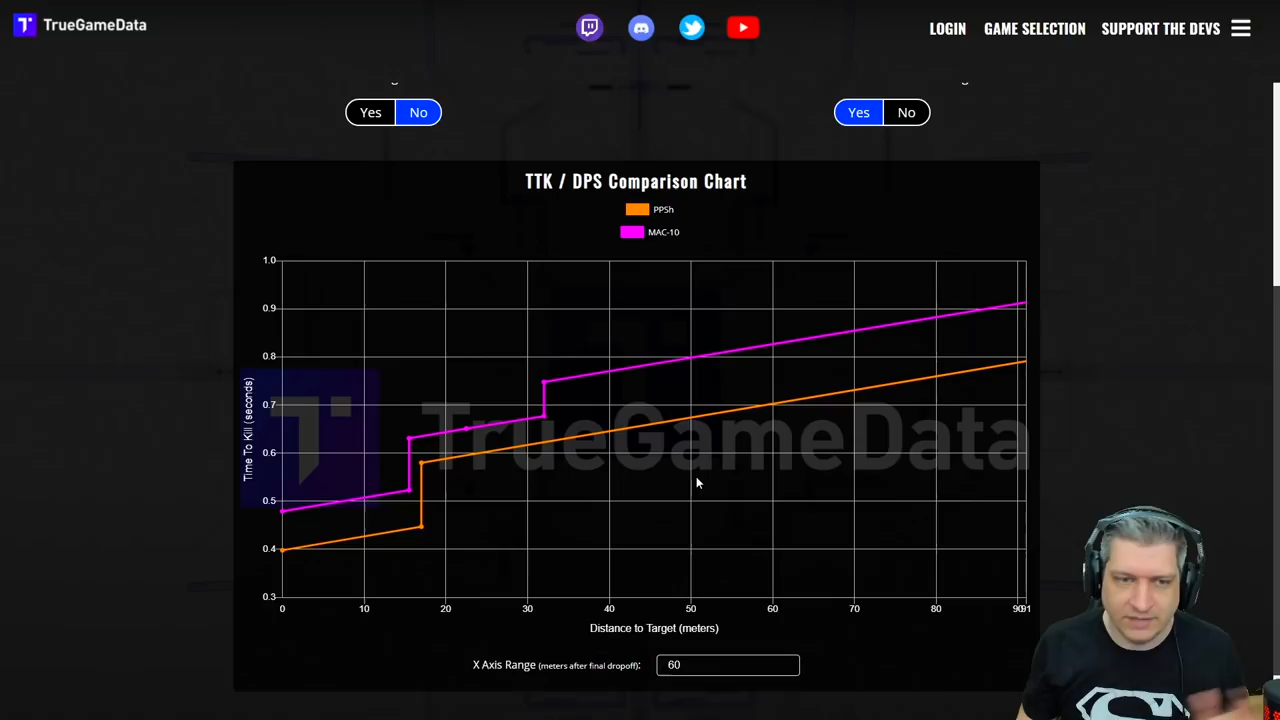 TrueGameData
LOGIN GAME SELECTION SUPPORT THE DEVS
Yes No
Yes No
TTK / DPS Comparison Chart
PPSh
MAC-10
1.0
0.9
0.8
0.7
0.6
0.5
0.4
0.3
Time To Kill (seconds)
TrueGameData
0 10 20 30 40 50 60 70 80 90 91
Distance to Target (meters)
X Axis Range (meters after final dropoff): 60